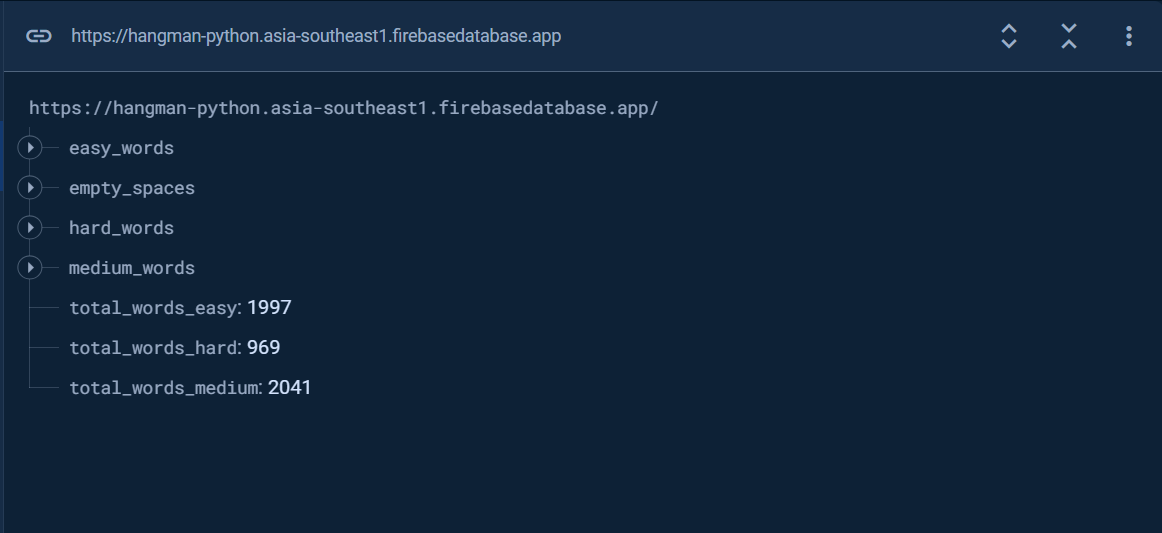 https://hangman-python.asia-southeast1.firebasedatabase.app
https://hangman-python.asia-southeast1.firebasedatabase.app/
easy_words
empty_spaces
hard_words
medium_words
total_words_easy: 1997
total_words_hard: 969
total_words_medium: 2041